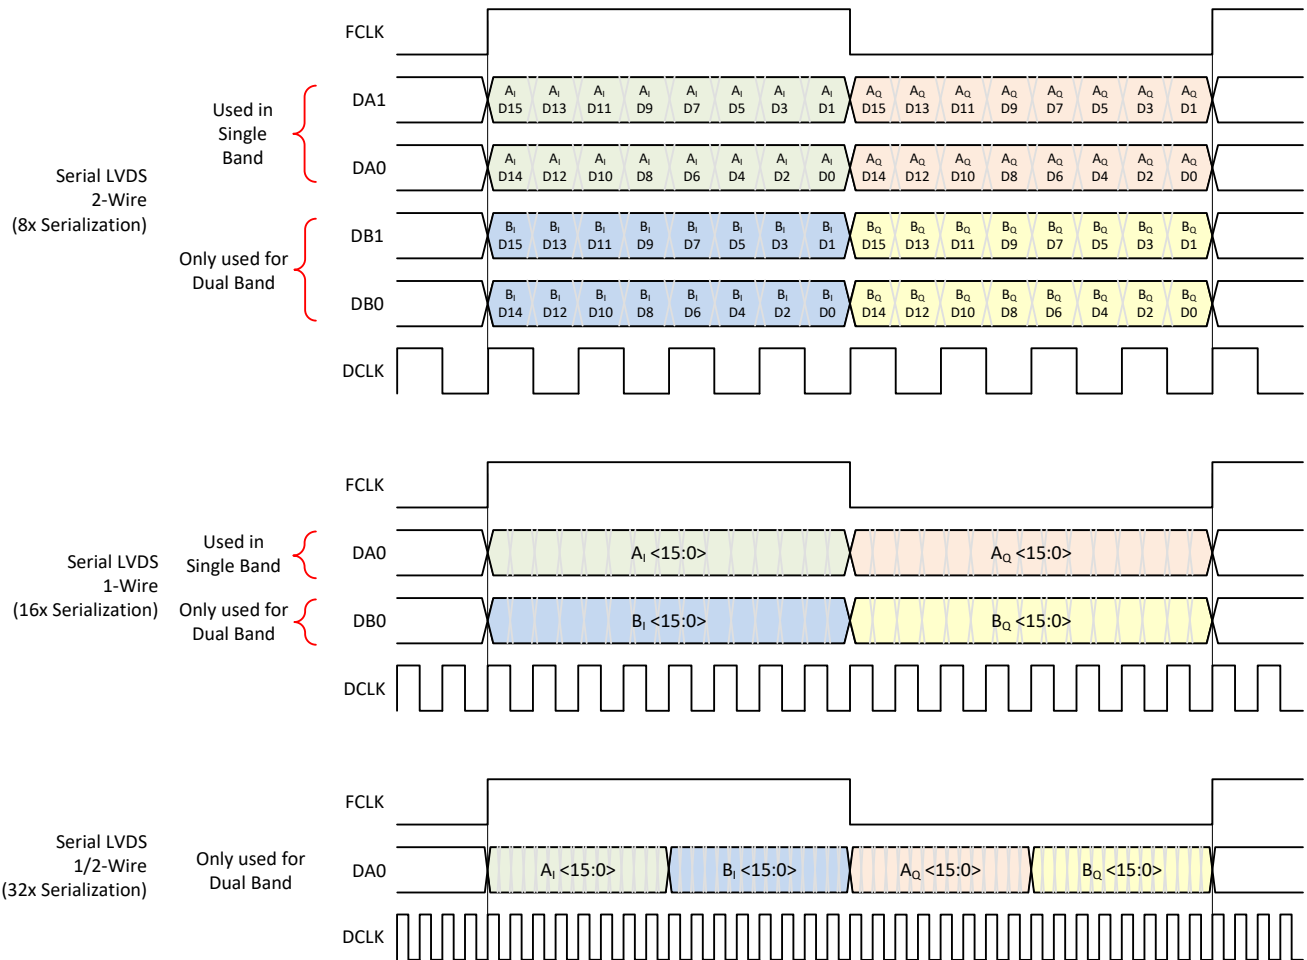 FCLK
Used in
Single
Band
DA1
A_I A_I A_I A_I A_I A_I A_I A_I A_Q A_Q A_Q A_Q A_Q A_Q A_Q A_Q
D15 D13 D11 D9 D7 D5 D3 D1 D15 D13 D11 D9 D7 D5 D3 D1
DA0
A_I A_I A_I A_I A_I A_I A_I A_I A_Q A_Q A_Q A_Q A_Q A_Q A_Q A_Q
D14 D12 D10 D8 D6 D4 D2 D0 D14 D12 D10 D8 D6 D4 D2 D0
Serial LVDS
2-Wire
(8x Serialization)
Only used for
Dual Band
DB1
B_I B_I B_I B_I B_I B_I B_I B_I B_Q B_Q B_Q B_Q B_Q B_Q B_Q B_Q
D15 D13 D11 D9 D7 D5 D3 D1 D15 D13 D11 D9 D7 D5 D3 D1
DB0
B_I B_I B_I B_I B_I B_I B_I B_I B_Q B_Q B_Q B_Q B_Q B_Q B_Q B_Q
D14 D12 D10 D8 D6 D4 D2 D0 D14 D12 D10 D8 D6 D4 D2 D0
DCLK
FCLK
Serial LVDS
1-Wire
(16x Serialization)
Used in
Single Band
DA0
A_I <15:0> A_Q <15:0>
Only used for
Dual Band
DB0
B_I <15:0> B_Q <15:0>
DCLK
FCLK
Serial LVDS
1/2-Wire
(32x Serialization)
Only used for
Dual Band
DA0
A_I <15:0> B_I <15:0> A_Q <15:0> B_Q <15:0>
DCLK